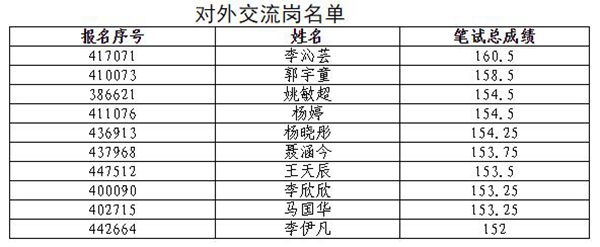 对外交流岗名单
报名序号 姓名 笔试总成绩
417071 李沁芸 160.5
410073 郭宇童 158.5
386621 姚敏超 154.5
411076 杨婷 154.5
436913 杨晓彤 154.25
437968 聂涵今 153.75
447512 王天辰 153.5
400090 李欣欣 153.25
402715 马国华 153.25
442664 李伊凡 152